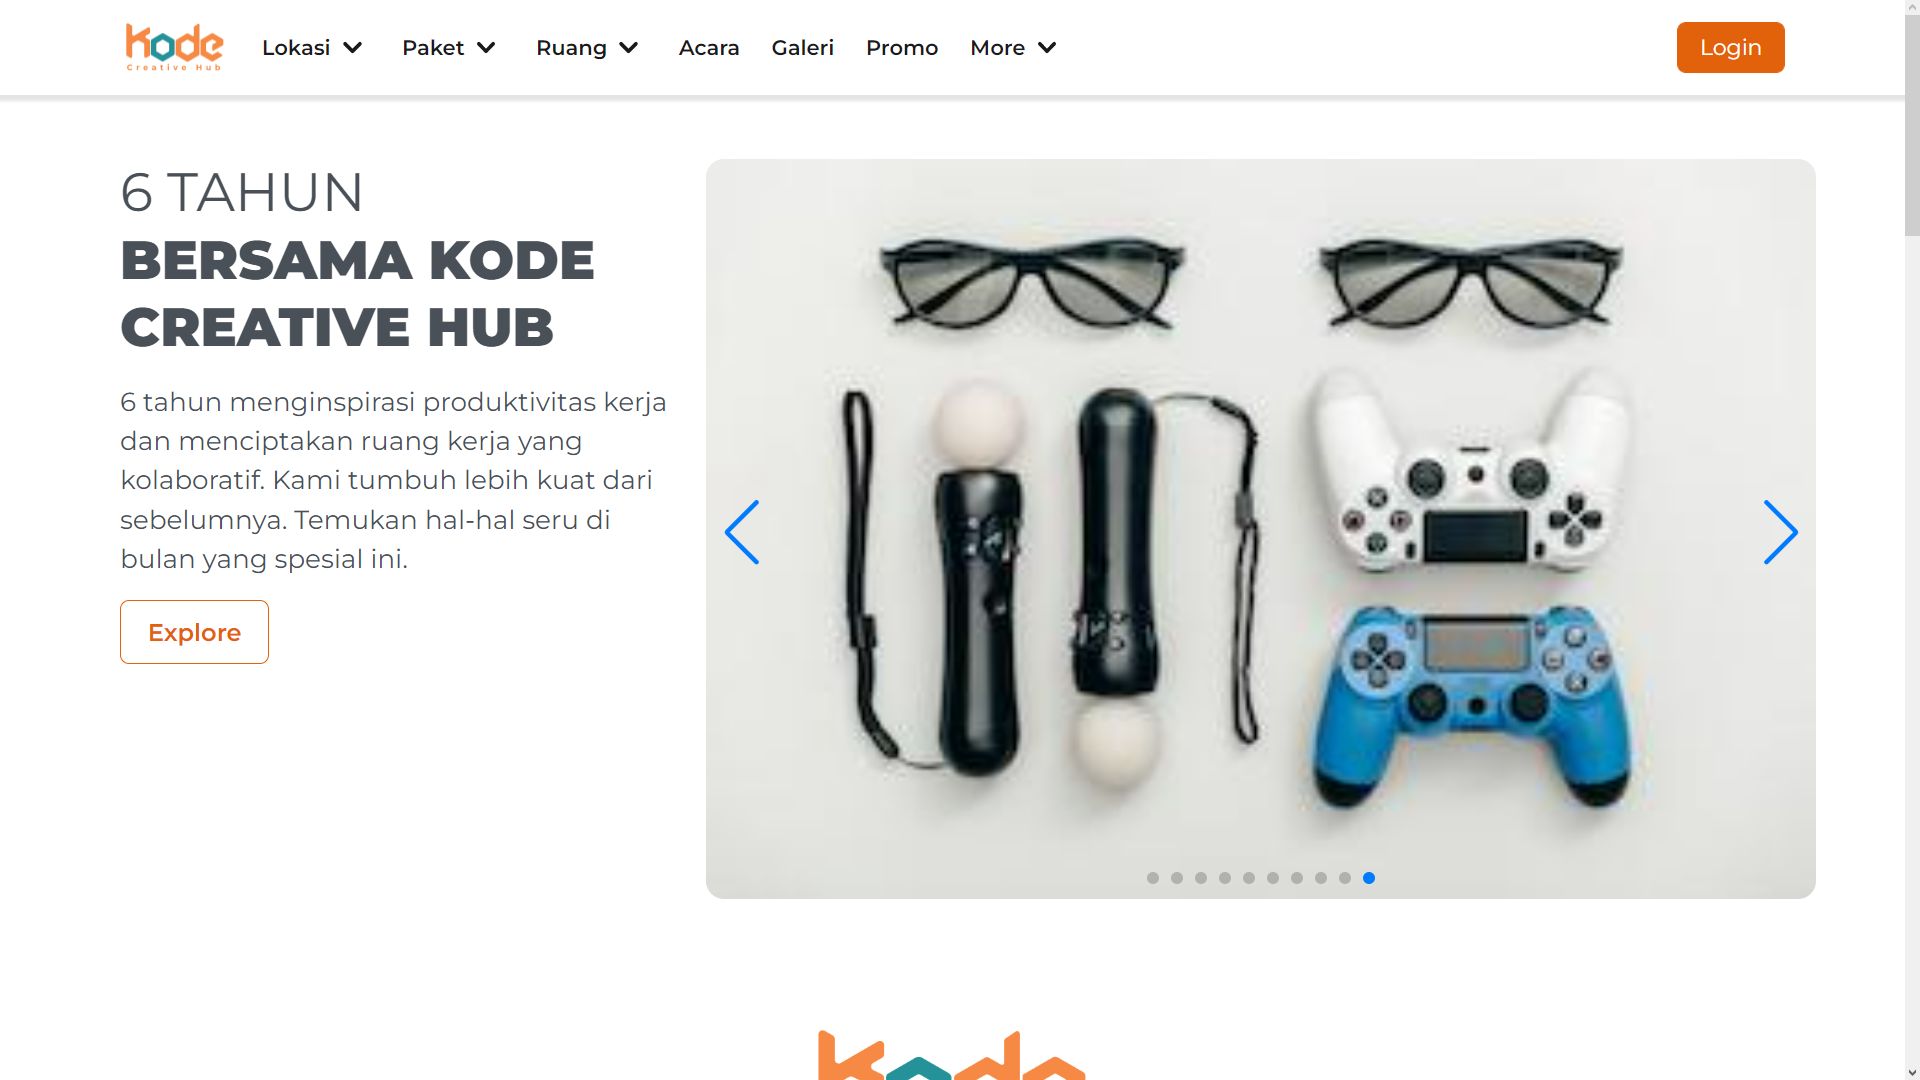 Kode
Creative Hub
Lokasi
Paket
Ruang
Acara
Galeri
Promo
More
Login
6 TAHUN
BERSAMA KODE
CREATIVE HUB
6 tahun menginspirasi produktivitas kerja
dan menciptakan ruang kerja yang
kolaboratif. Kami tumbuh lebih kuat dari
sebelumnya. Temukan hal-hal seru di
bulan yang spesial ini.
Explore